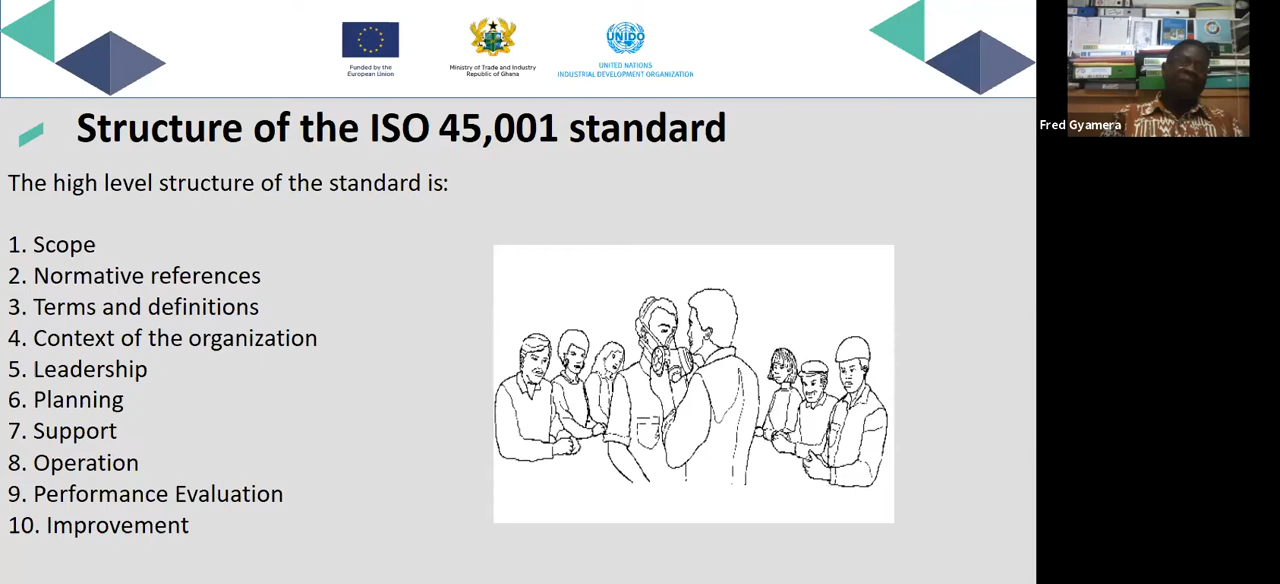 Funded by the
European Union
Ministry of Trade and Industry
Republic of Ghana
UNIDO
UNITED NATIONS
INDUSTRIAL DEVELOPMENT ORGANIZATION
Structure of the ISO 45,001 standard
The high level structure of the standard is:
1. Scope
2. Normative references
3. Terms and definitions
4. Context of the organization
5. Leadership
6. Planning
7. Support
8. Operation
9. Performance Evaluation
10. Improvement
Fred Gyamera